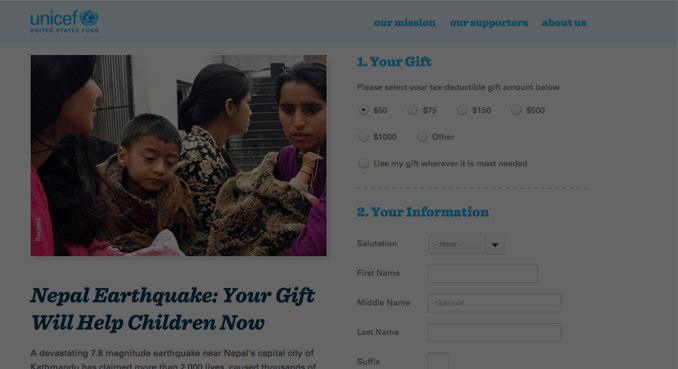 unicef
UNITED STATES FUND
our mission our supporters about us
Reuters
Nepal Earthquake: Your Gift
Will Help Children Now
A devastating 7.8 magnitude earthquake near Nepal's capital city of
Kathmandu has claimed more than 2,000 lives, caused thousands of
1. Your Gift
Please select your tax-deductible gift amount below
$50 $75 $150 $500
$1000 Other
Use my gift wherever it is most needed
2. Your Information
Salutation - None -
First Name
Middle Name Optional
Last Name
Suffix